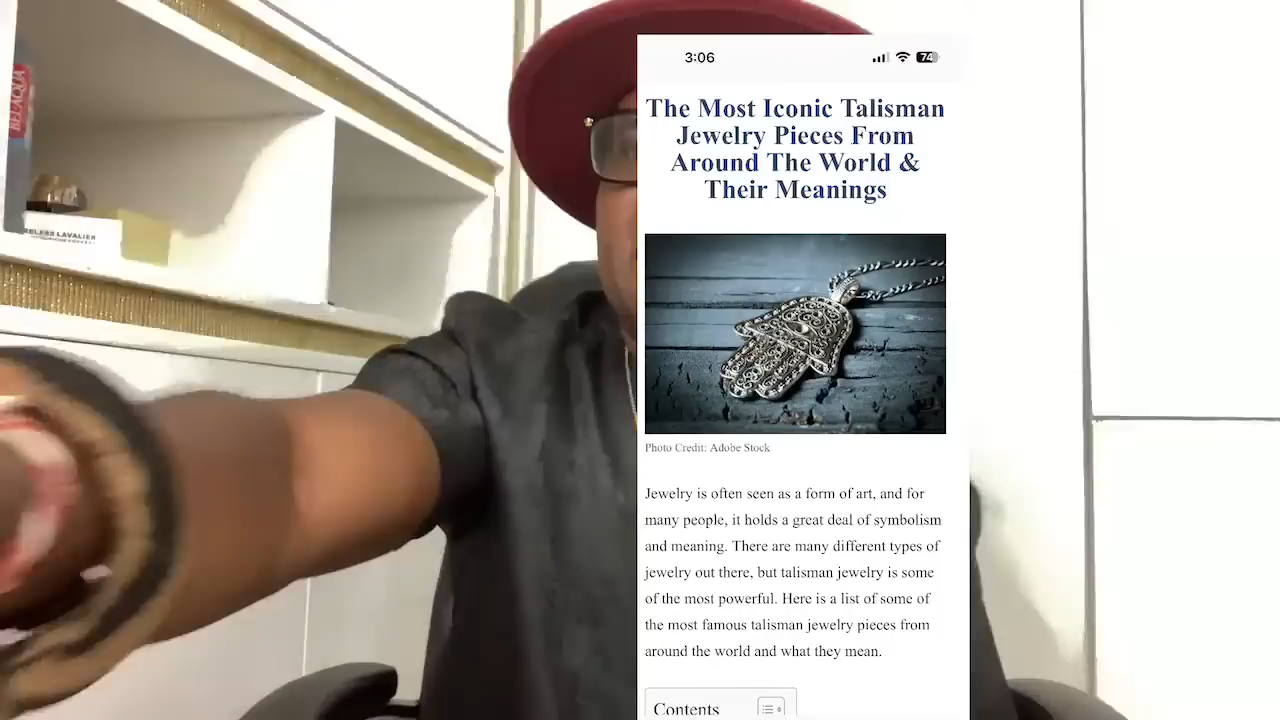 BELAQUA
RELESS LAVALIER
3:06
74
The Most Iconic Talisman
Jewelry Pieces From
Around The World &
Their Meanings
Photo Credit: Adobe Stock
Jewelry is often seen as a form of art, and for
many people, it holds a great deal of symbolism
and meaning. There are many different types of
jewelry out there, but talisman jewelry is some
of the most powerful. Here is a list of some of
the most famous talisman jewelry pieces from
around the world and what they mean.
Contents